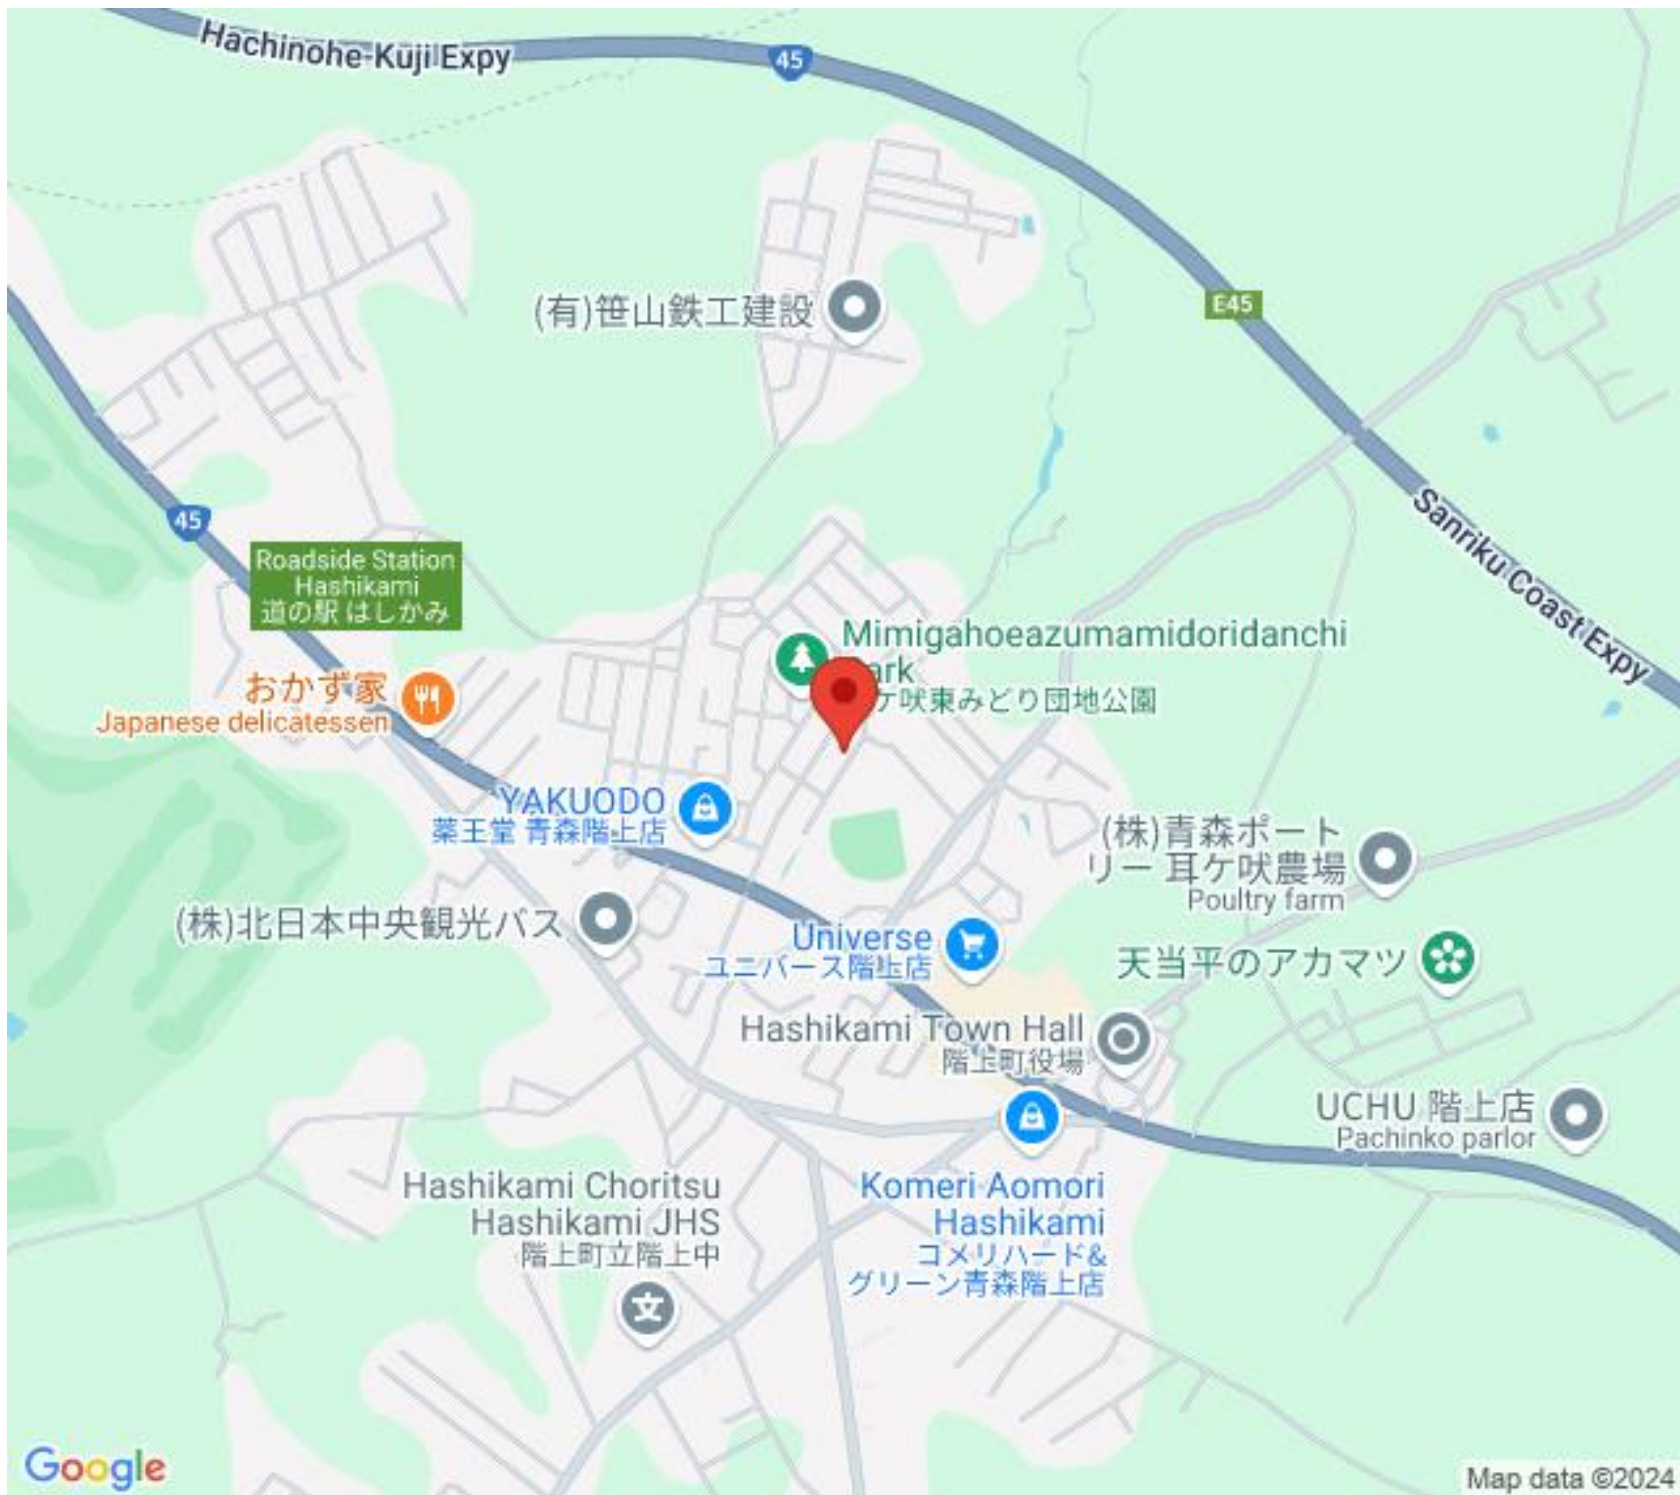 Hachinohe-Kuji Expy
45
(有)笹山鉄工建設
E45
Sanriku Coast Expy
45
Roadside Station
Hashikami
道の駅 はしかみ
Mimigahoeazumamidoridanchi
ark
ケ吠東みどり団地公園
おかず家
Japanese delicatessen
YAKUODO
薬王堂 青森階上店
(株)青森ポート
リー 耳ケ吠農場
Poultry farm
(株)北日本中央観光バス
Universe
ユニバース階上店
天当平のアカマツ
Hashikami Town Hall
階上町役場
UCHU 階上店
Pachinko parlor
Hashikami Choritsu
Hashikami JHS
階上町立階上中
文
Komeri Aomori
Hashikami
コメリハード&
グリーン青森階上店
Google
Map data ©2024